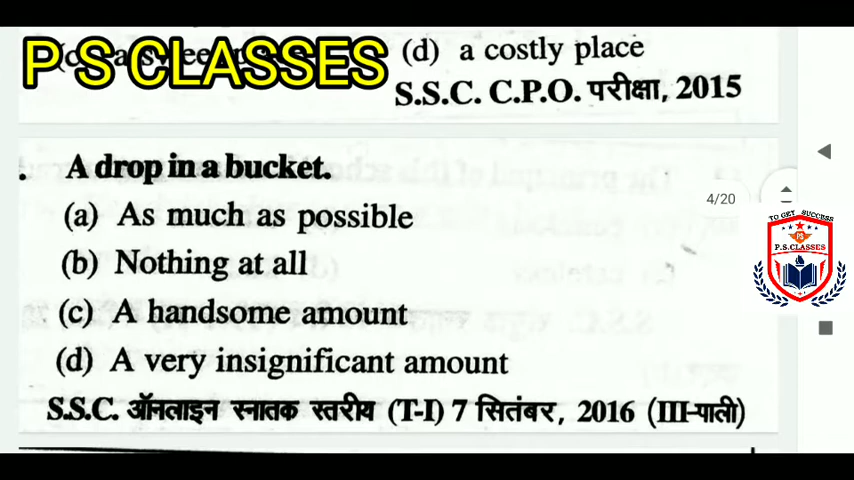 P S CLASSES
(d) a costly place
S.S.C. C.P.O. परीक्षा, 2015
. A drop in a bucket.
(a) As much as possible
(b) Nothing at all
(c) A handsome amount
(d) A very insignificant amount
S.S.C. ऑनलाइन स्नातक स्तरीय (T-I) 7 सितंबर, 2016 (III-पाली)
4/20
TO GET SUCCESS
PS
P.S.CLASSES